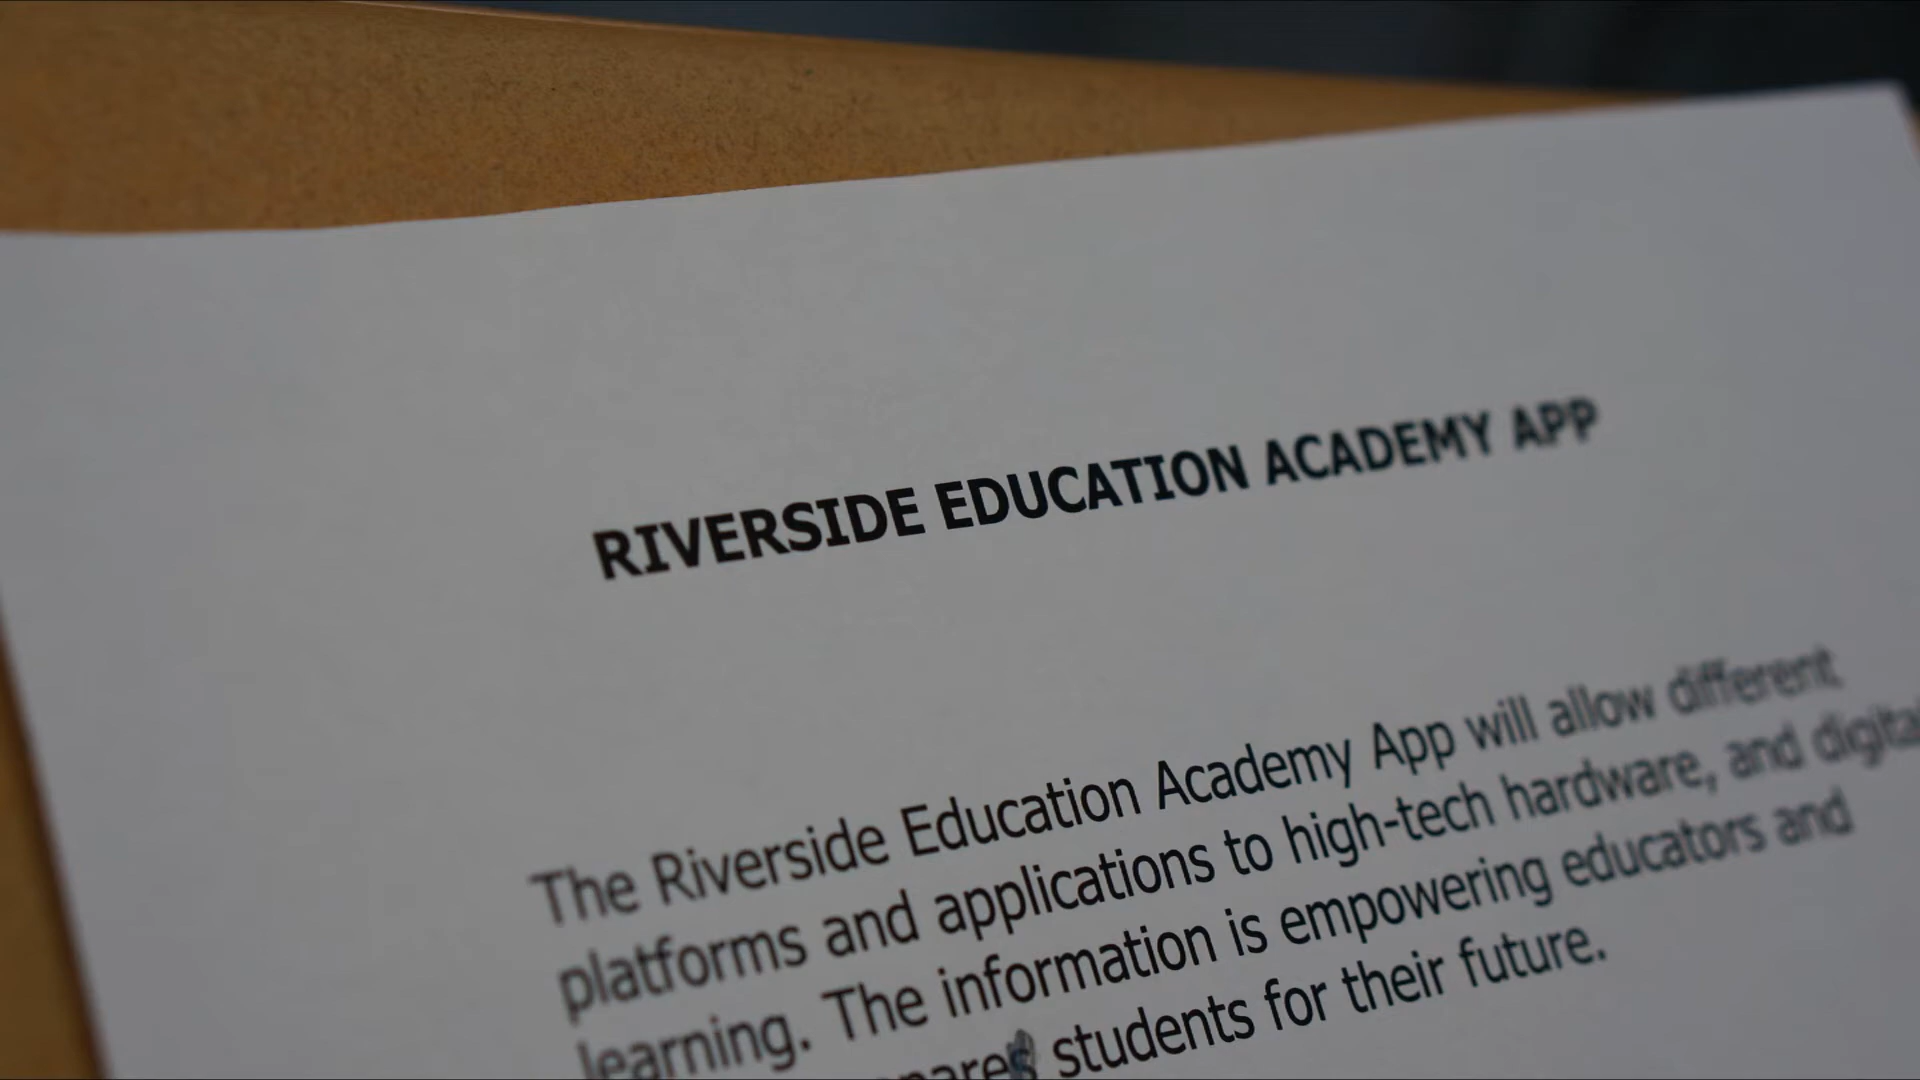 RIVERSIDE EDUCATION ACADEMY APP
The Riverside Education Academy App will allow different
platforms and applications to high-tech hardware, and digital
learning. The information is empowering educators and
students for their future.